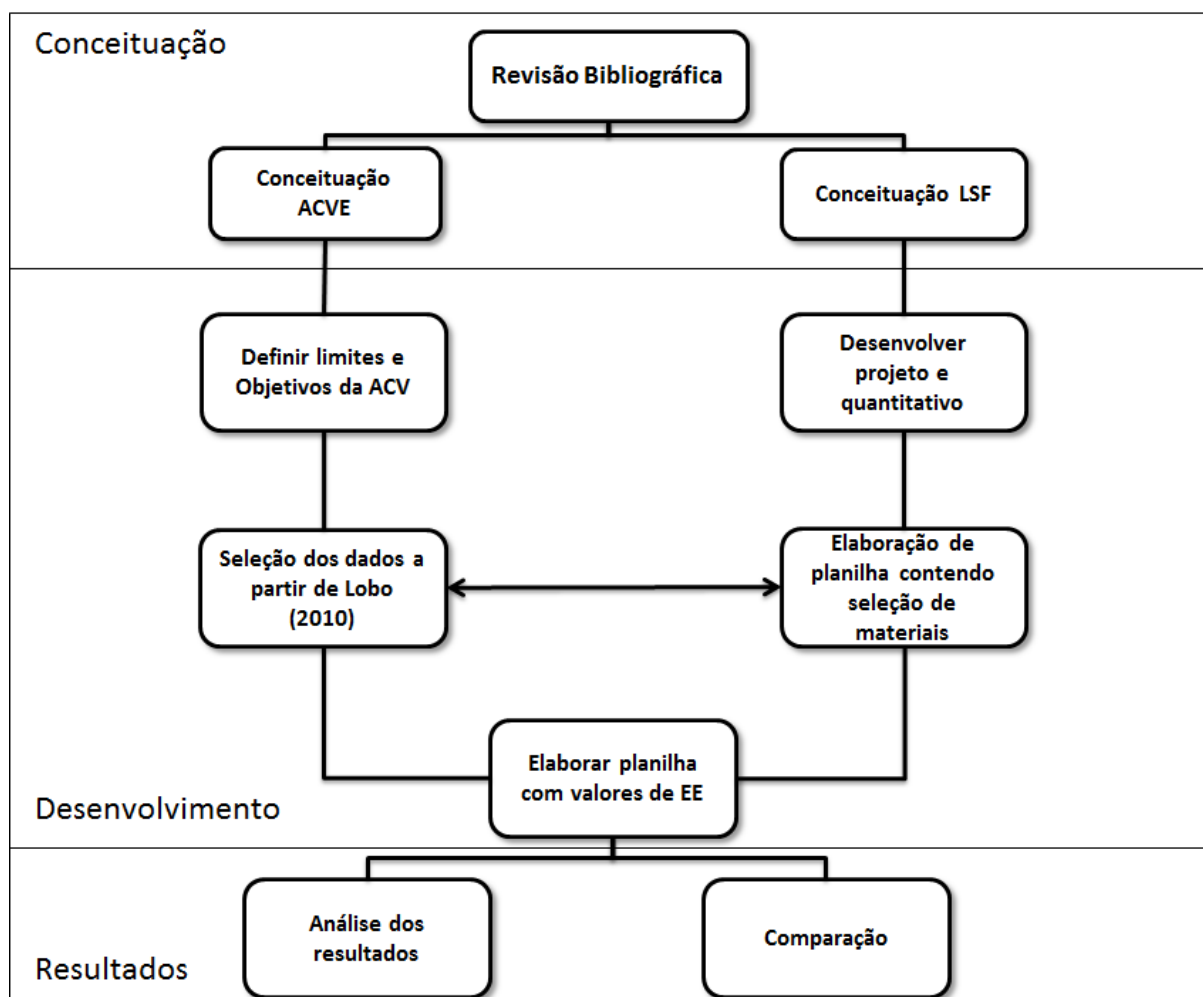 Conceituação
Revisão Bibliográfica
Conceituação
ACVE
Conceituação LSF
Definir limites e
Objetivos da ACV
Desenvolver
projeto e
quantitativo
Seleção dos dados a
partir de Lobo
(2010)
Elaboração de
planilha contendo
seleção de
materiais
Elaborar planilha
com valores de EE
Desenvolvimento
Análise dos
resultados
Comparação
Resultados